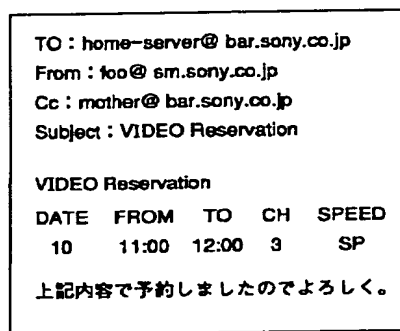 TO : home-server@ bar.sony.co.jp
From : foo@ sm.sony.co.jp
Cc : mother@ bar.sony.co.jp
Subject : VIDEO Reservation
VIDEO Reservation
DATE FROM TO CH SPEED
10 11:00 12:00 3 SP
上記内容で予約しましたのでよろしく。